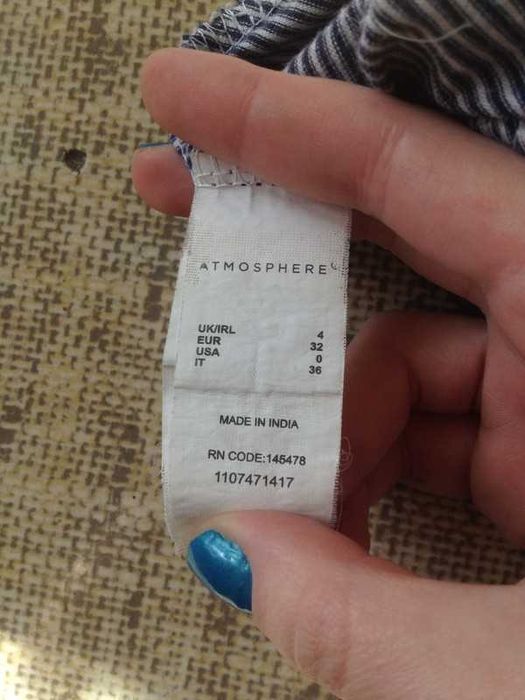 ATMOSPHERE
UK/IRL 4
EUR 32
USA 0
IT 36
MADE IN INDIA
RN CODE:145478
1107471417